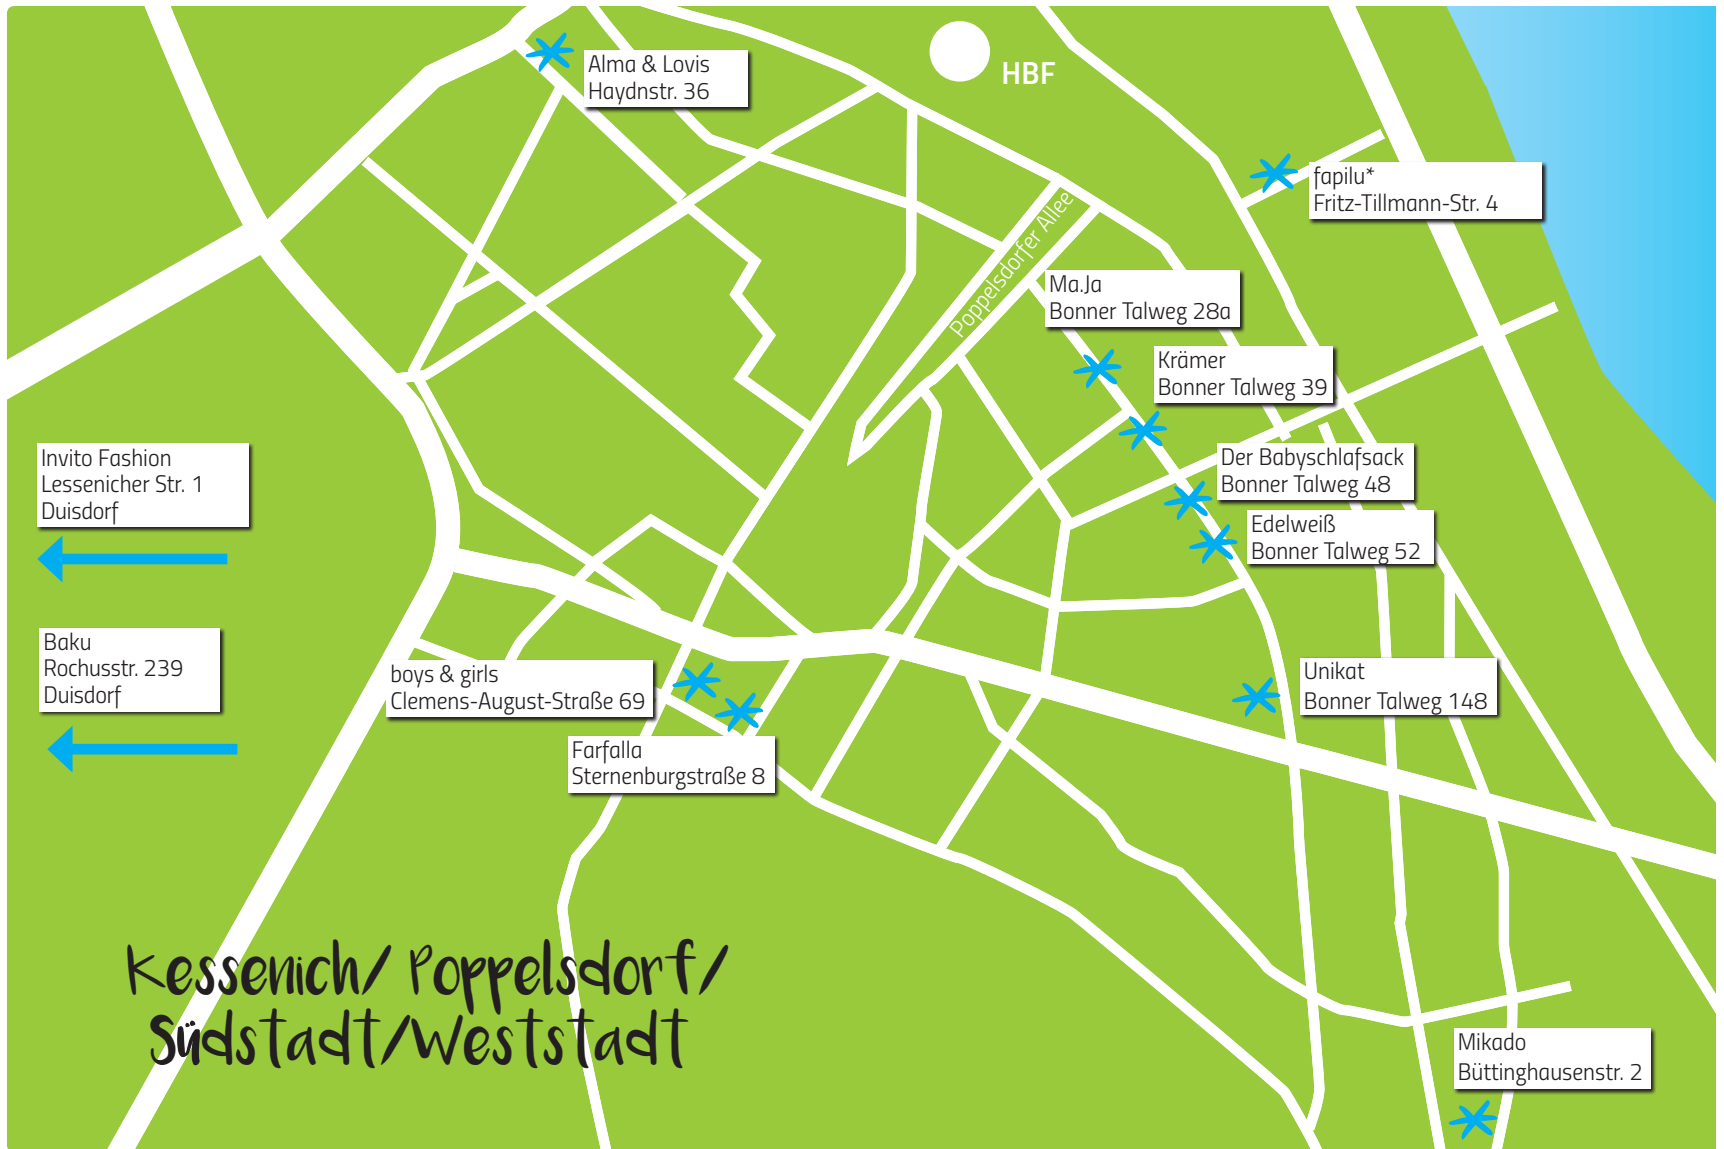 Alma & Lovis
Haydnstr. 36
HBF
fapilu*
Fritz-Tillmann-Str. 4
Poppelsdorfer Allee
Ma.Ja
Bonner Talweg 28a
Krämer
Bonner Talweg 39
Invito Fashion
Lessenicher Str. 1
Duisdorf
Der Babyschlafsack
Bonner Talweg 48
Edelweiß
Bonner Talweg 52
Baku
Rochusstr. 239
Duisdorf
boys & girls
Clemens-August-Straße 69
Unikat
Bonner Talweg 148
Farfalla
Sternenburgstraße 8
Kessenich/ Poppelsdorf/
Südstadt/Weststadt
Mikado
Büttinghausenstr. 2